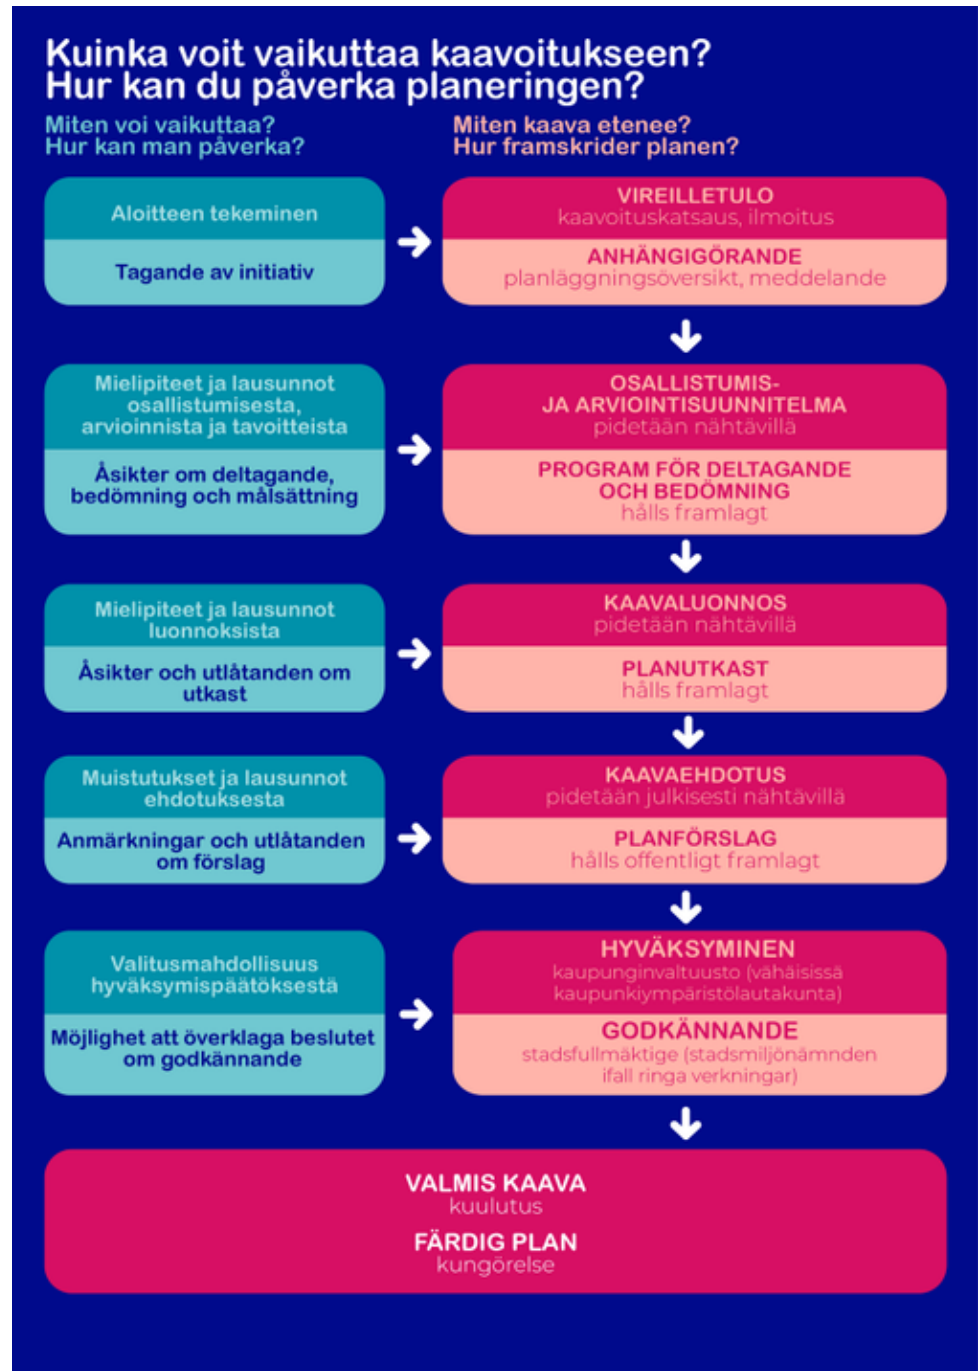 Kuinka voit vaikuttaa kaavoitukseen?
Hur kan du påverka planeringen?
Miten voi vaikuttaa?
Hur kan man påverka?
Miten kaava etenee?
Hur framskrider planen?
Aloitteen tekeminen
Tagande av initiativ
VIREILLETULO
kaavoituskatsaus, ilmoitus
ANHÄNGIGÖRANDE
planläggningsöversikt, meddelande
Mielipiteet ja lausunnot
osallistumisesta,
arvioinnista ja tavoitteista
Åsikter om deltagande,
bedömning och målsättning
OSALLISTUMIS-
JA ARVIOINTISUUNNITELMA
pidetään nähtävillä
PROGRAM FÖR DELTAGANDE
OCH BEDÖMNING
hålls framlagt
Mielipiteet ja lausunnot
luonnoksista
Åsikter och utlåtanden om
utkast
KAAVALUONNOS
pidetään nähtävillä
PLANUTKAST
hålls framlagt
Muistutukset ja lausunnot
ehdotuksesta
Anmärkningar och utlåtanden
om förslag
KAAVAEHDOTUS
pidetään julkisesti nähtävillä
PLANFÖRSLAG
hålls offentligt framlagt
Valitusmahdollisuus
hyväksymispäätöksestä
Möjlighet att överklaga beslutet
om godkännande
HYVÄKSYMINEN
kaupunginvaltuusto (vähäisissä
kaupunkiympäristölautakunta)
GODKÄNNANDE
stadsfullmäktige (stadsmiljönämnden
ifall ringa verkningar)
VALMIS KAAVA
kuulutus
FÄRDIG PLAN
kungörelse